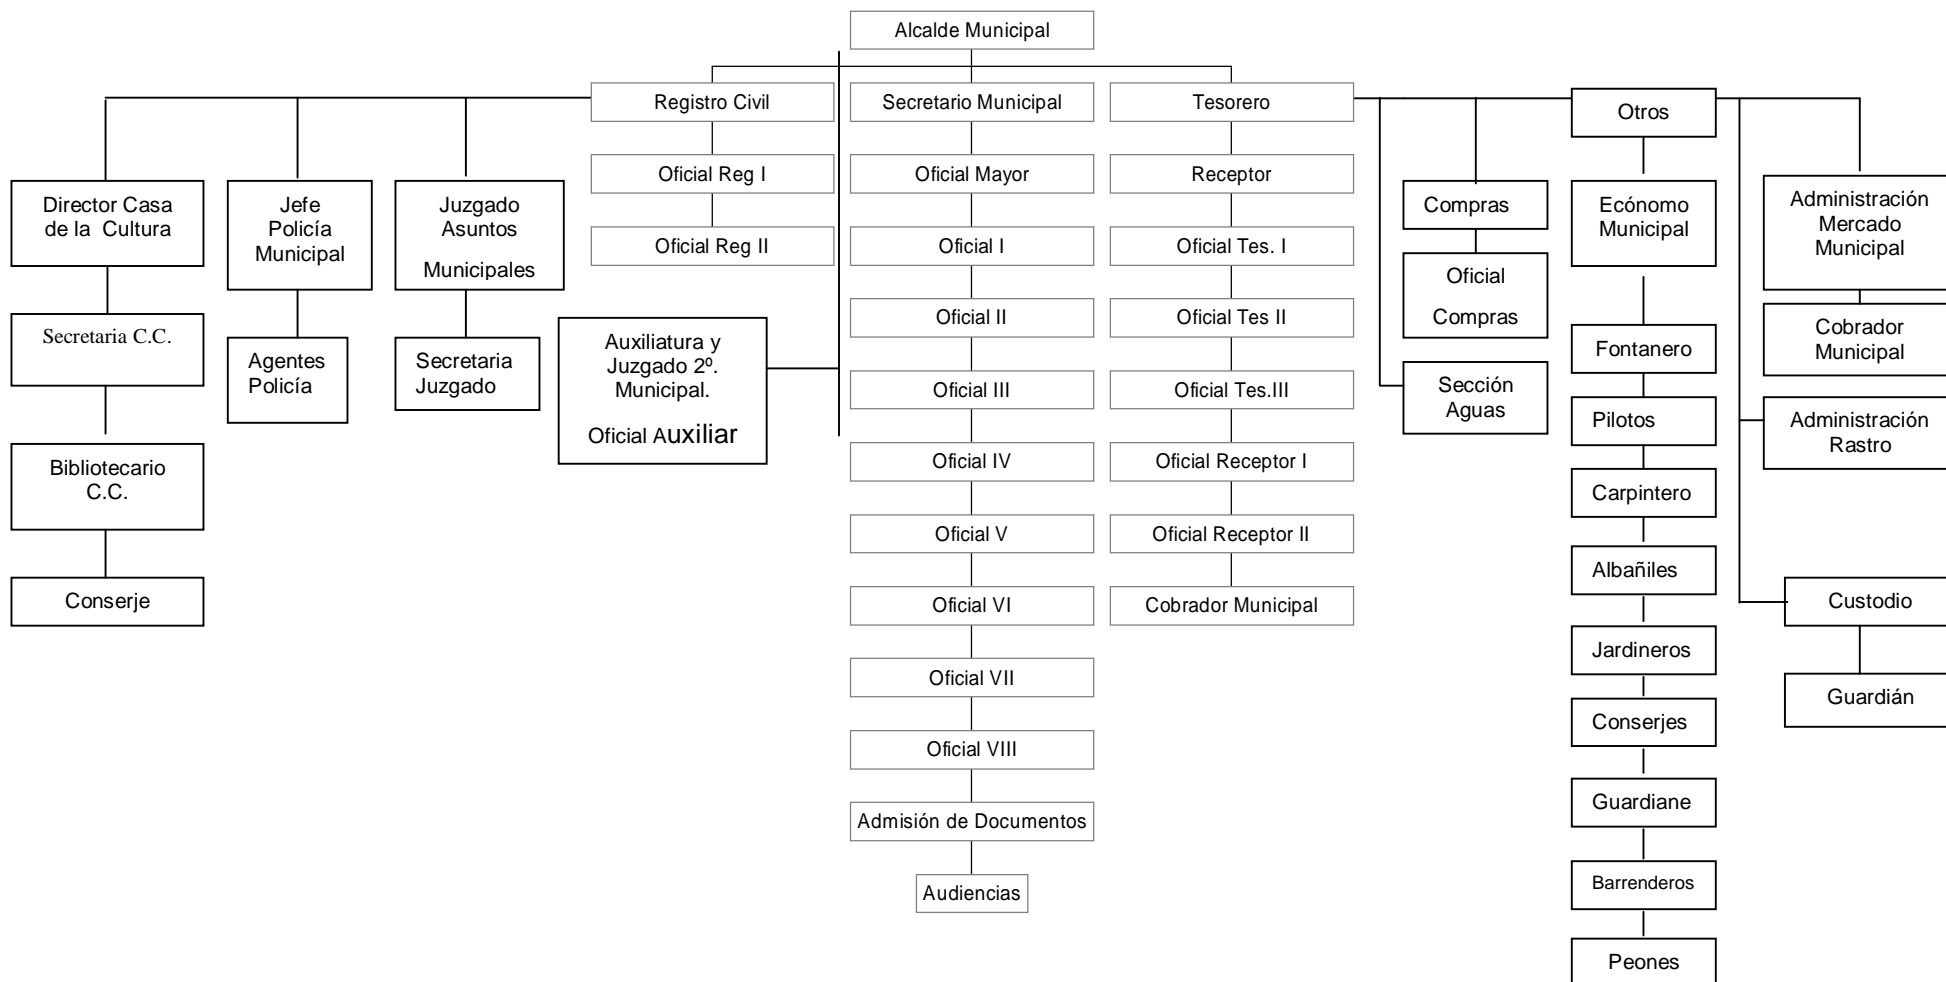 Alcalde Municipal
Registro Civil
Secretario Municipal
Tesorero
Otros
Oficial Reg I
Oficial Mayor
Receptor
Director Casa
de la Cultura
Jefe
Policía
Municipal
Juzgado
Asuntos
Municipales
Compras
Ecónomo
Municipal
Administración
Mercado
Municipal
Oficial Reg II
Oficial I
Oficial Tes. I
Oficial
Compras
Secretaria C.C.
Agentes
Policía
Secretaria
Juzgado
Auxiliatura y
Juzgado 2º.
Municipal.
Oficial Auxiliar
Oficial II
Oficial Tes II
Fontanero
Cobrador
Municipal
Oficial III
Oficial Tes.III
Sección
Aguas
Pilotos
Administración
Rastro
Bibliotecario
C.C.
Oficial IV
Oficial Receptor I
Carpintero
Oficial V
Oficial Receptor II
Albañiles
Conserje
Oficial VI
Cobrador Municipal
Custodio
Jardineros
Oficial VII
Guardián
Conserjes
Oficial VIII
Guardiane
Admisión de Documentos
Audiencias
Barrenderos
Peones